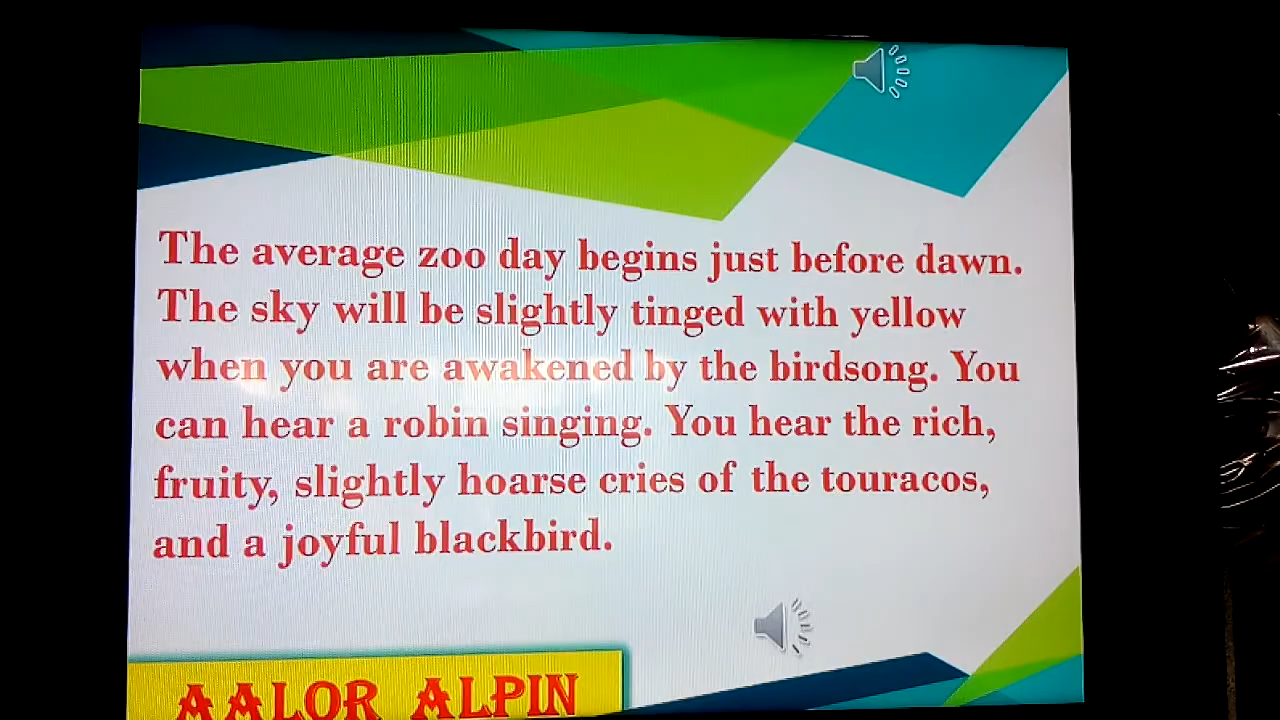 The average zoo day begins just before dawn.
The sky will be slightly tinged with yellow
when you are awakened by the birdsong. You
can hear a robin singing. You hear the rich,
fruity, slightly hoarse cries of the touracos,
and a joyful blackbird.
AALOR ALPIN